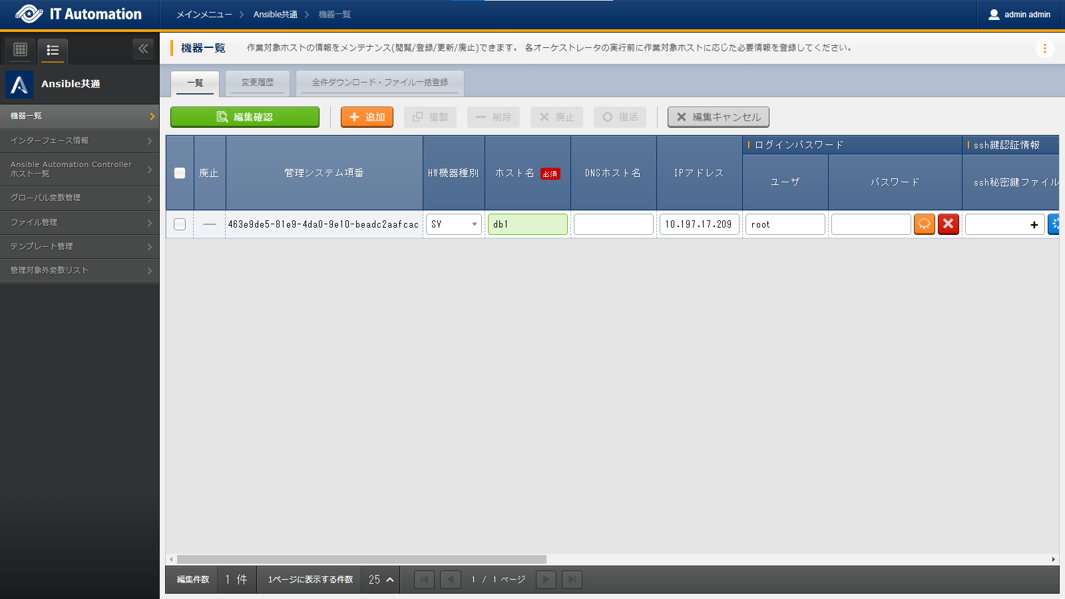 IT Automation
メインメニュー
Ansible共通
機器一覧
admin admin
Ansible共通
機器一覧
インターフェース情報
Ansible Automation Controller
ホスト一覧
グローバル変数管理
ファイル管理
テンプレート管理
管理対象外変数リスト
機器一覧
作業対象ホストの情報をメンテナンス(閲覧/登録/更新/廃止)できます。 各オーケストレータの実行前に作業対象ホストに応じた必要情報を登録してください。
一覧
変更履歴
全件ダウンロード・ファイル一括登録
編集確認
追加
複製
削除
廃止
復活
編集キャンセル
廃止
管理システム項番
HW機器種別
ホスト名 必須
DNSホスト名
IPアドレス
ログインパスワード
ユーザ
パスワード
ssh鍵認証情報
ssh秘密鍵ファイル
463e9de5-81e9-4da0-9e10-beadc2aafcac
SV
db1
10.197.17.209
root
編集件数
1 件
1ページに表示する件数
25
1 / 1 ページ